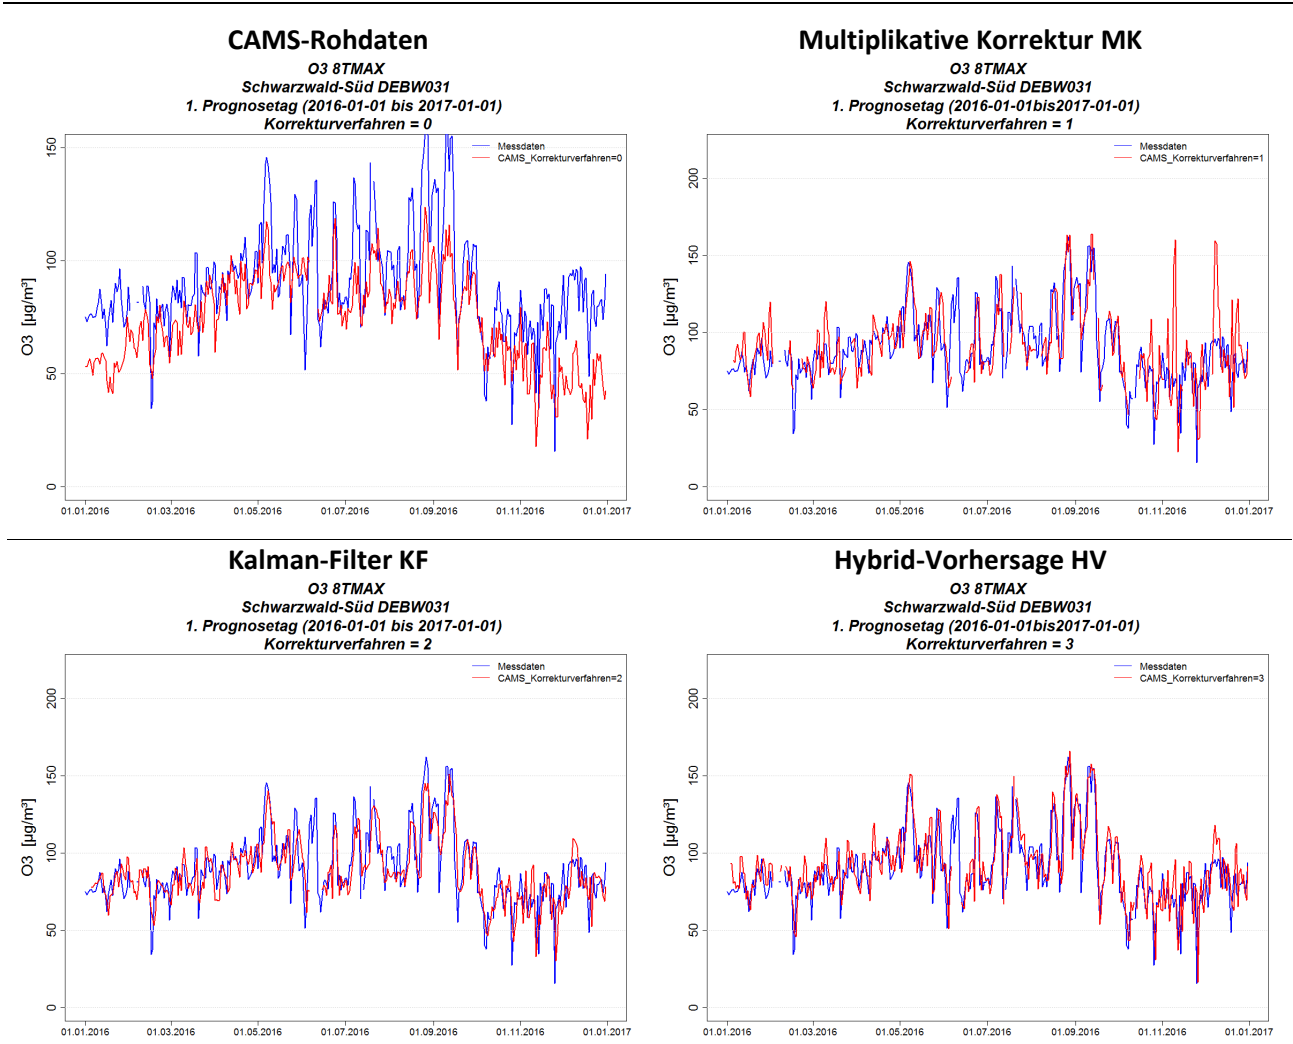 CAMS-Rohdaten
O3 8TMAX
Schwarzwald-Süd DEBW031
1. Prognosetag (2016-01-01 bis 2017-01-01)
Korrekturverfahren = 0
Messdaten
CAMS_Korrekturverfahren=0
O3 [µg/m³]
150
100
50
0
01.01.2016 01.03.2016 01.05.2016 01.07.2016 01.09.2016 01.11.2016 01.01.2017
Multiplikative Korrektur MK
O3 8TMAX
Schwarzwald-Süd DEBW031
1. Prognosetag (2016-01-01bis2017-01-01)
Korrekturverfahren = 1
Messdaten
CAMS_Korrekturverfahren=1
O3 [µg/m³]
200
150
100
50
0
01.01.2016 01.03.2016 01.05.2016 01.07.2016 01.09.2016 01.11.2016 01.01.2017
Kalman-Filter KF
O3 8TMAX
Schwarzwald-Süd DEBW031
1. Prognosetag (2016-01-01 bis 2017-01-01)
Korrekturverfahren = 2
Messdaten
CAMS_Korrekturverfahren=2
O3 [µg/m³]
200
150
100
50
0
01.01.2016 01.03.2016 01.05.2016 01.07.2016 01.09.2016 01.11.2016 01.01.2017
Hybrid-Vorhersage HV
O3 8TMAX
Schwarzwald-Süd DEBW031
1. Prognosetag (2016-01-01bis2017-01-01)
Korrekturverfahren = 3
Messdaten
CAMS_Korrekturverfahren=3
O3 [µg/m³]
200
150
100
50
0
01.01.2016 01.03.2016 01.05.2016 01.07.2016 01.09.2016 01.11.2016 01.01.2017